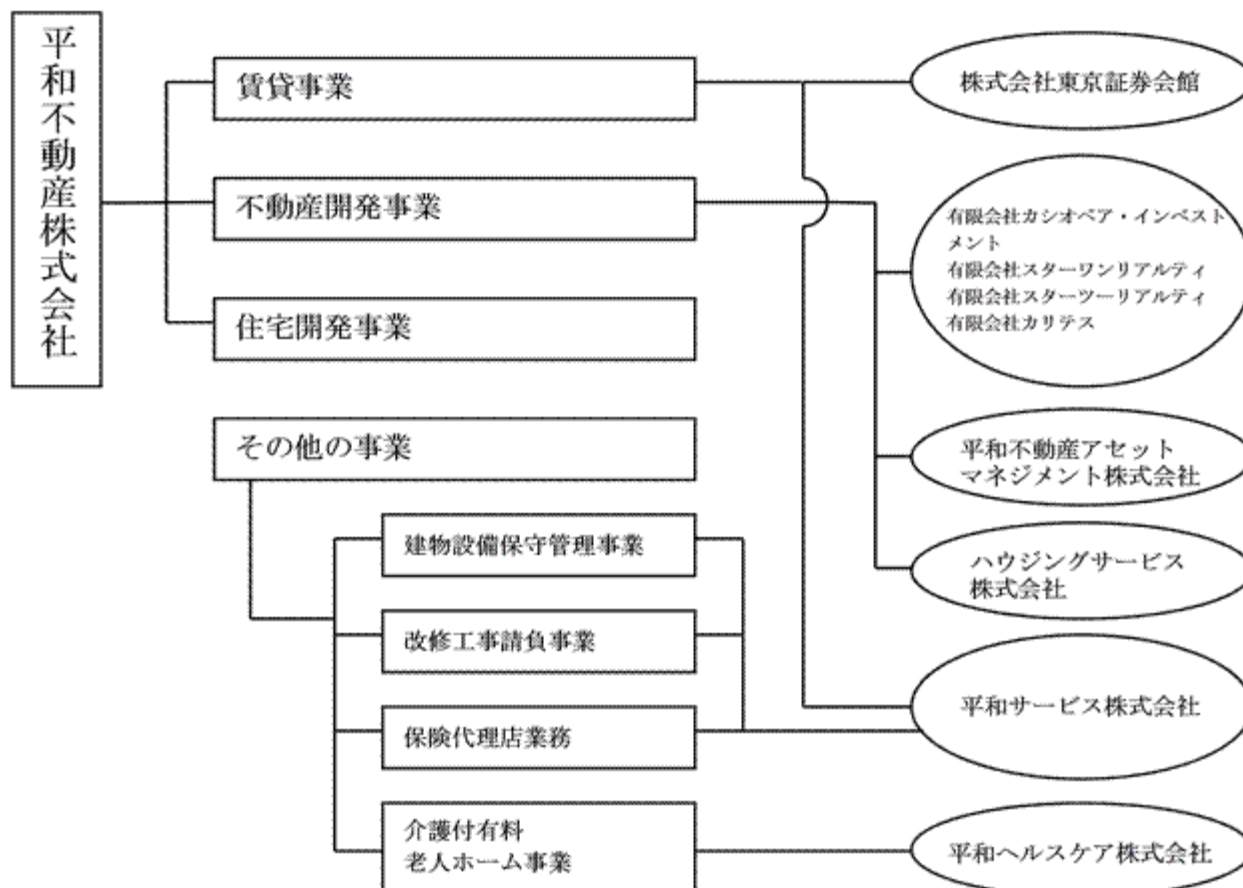 平和不動産株式会社
賃貸事業
不動産開発事業
住宅開発事業
その他の事業
建物設備保守管理事業
改修工事請負事業
保険代理店業務
介護付有料
老人ホーム事業
株式会社東京証券会館
有限会社カシオペア・インベスト
メント
有限会社スターワンリアルティ
有限会社スターツーリアルティ
有限会社カリテス
平和不動産アセット
マネジメント株式会社
ハウジングサービス
株式会社
平和サービス株式会社
平和ヘルスケア株式会社